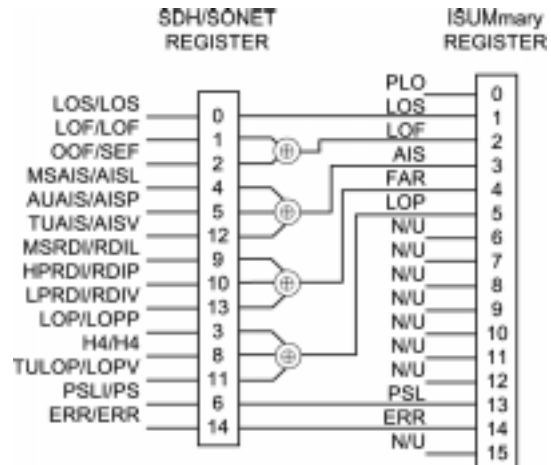 SDH/SONET
REGISTER
ISUMmary
REGISTER
LOS/LOS
LOF/LOF
OOF/SEF
MSAIS/AISL
AUAIS/AISP
TUAIS/AISV
MSRDI/RDIL
HPRDI/RDIP
LPRDI/RDIV
LOP/LOPP
H4/H4
TULOP/LOPV
PSLI/PS
ERR/ERR
0
1
2
4
5
12
9
10
13
3
8
11
6
14
PLO
LOS
LOF
AIS
FAR
LOP
N/U
N/U
N/U
N/U
N/U
N/U
N/U
PSL
ERR
N/U
0
1
2
3
4
5
6
7
8
9
10
11
12
13
14
15